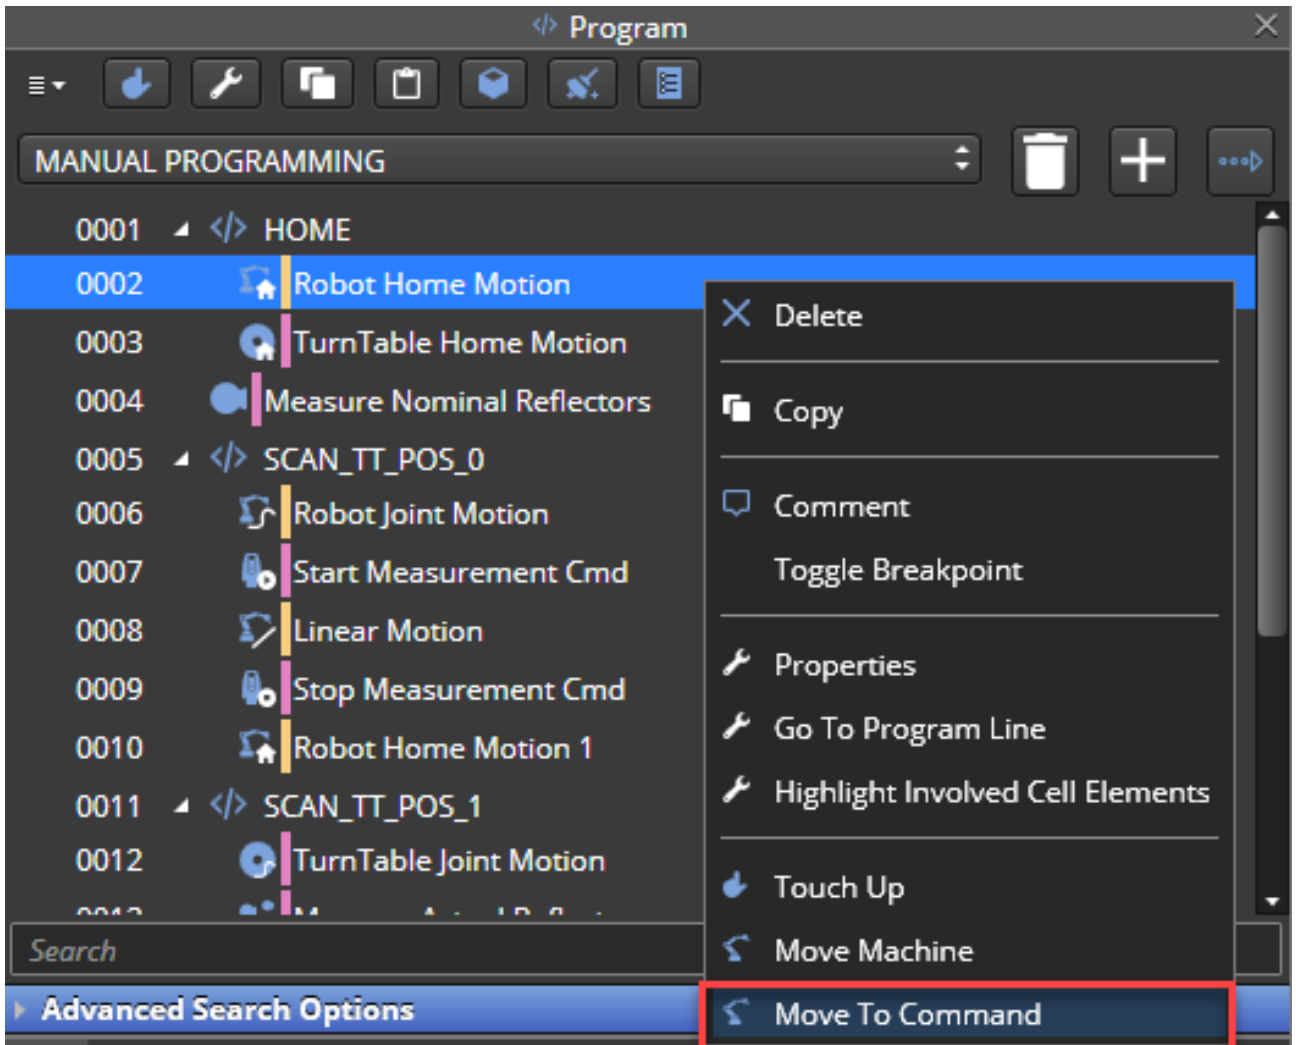 </> Program
MANUAL PROGRAMMING
0001 </> HOME
0002 Robot Home Motion
0003 TurnTable Home Motion
0004 Measure Nominal Reflectors
0005 </> SCAN_TT_POS_0
0006 Robot Joint Motion
0007 Start Measurement Cmd
0008 Linear Motion
0009 Stop Measurement Cmd
0010 Robot Home Motion 1
0011 </> SCAN_TT_POS_1
0012 TurnTable Joint Motion
Search
Advanced Search Options
Delete
Copy
Comment
Toggle Breakpoint
Properties
Go To Program Line
Highlight Involved Cell Elements
Touch Up
Move Machine
Move To Command